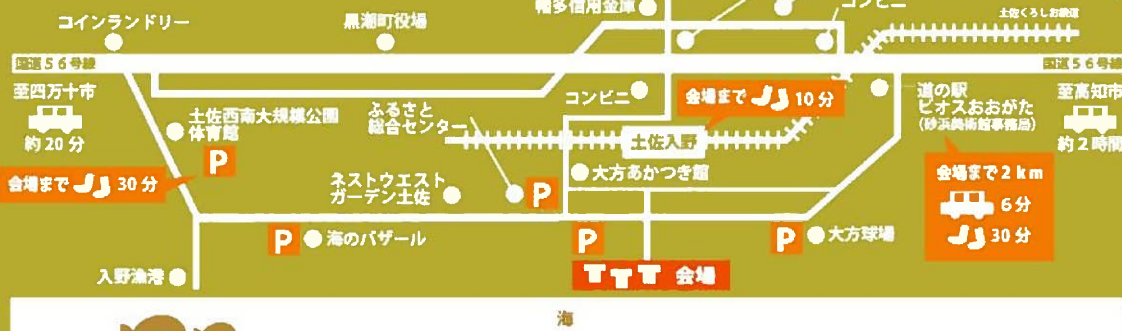 幡多信用金庫
コンビニ
土佐くろしお鉄道
コインランドリー
黒潮町役場
国道56号線
国道56号線
至四万十市
約20分
土佐西南大規模公園
体育館
P
ふるさと
総合センター
コンビニ
会場まで 10分
道の駅
ビオスおおがた
(砂浜美術館事務局)
至高知市
約2時間
土佐入野
会場まで 30分
ネストウエスト
ガーデン土佐
P
大方あかつき館
会場まで2km
6分
30分
P
海のバザール
P
P
大方球場
入野漁港
会場
海